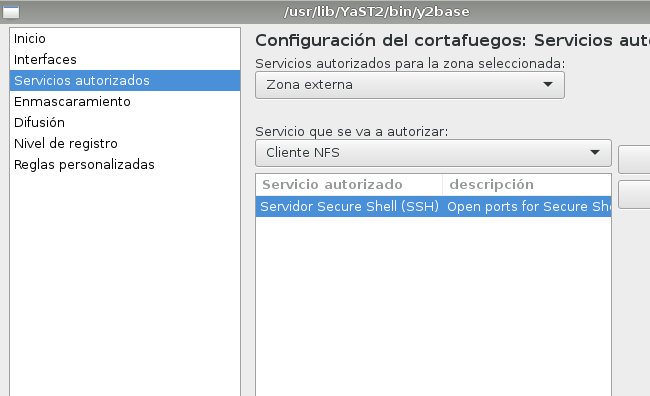 /usr/lib/YaST2/bin/y2base
Inicio
Interfaces
Servicios autorizados
Enmascaramiento
Difusión
Nivel de registro
Reglas personalizadas
Configuración del cortafuegos: Servicios aut
Servicios autorizados para la zona seleccionada:
Zona externa
Servicio que se va a autorizar:
Cliente NFS
Servicio autorizado descripción
Servidor Secure Shell (SSH) Open ports for Secure She